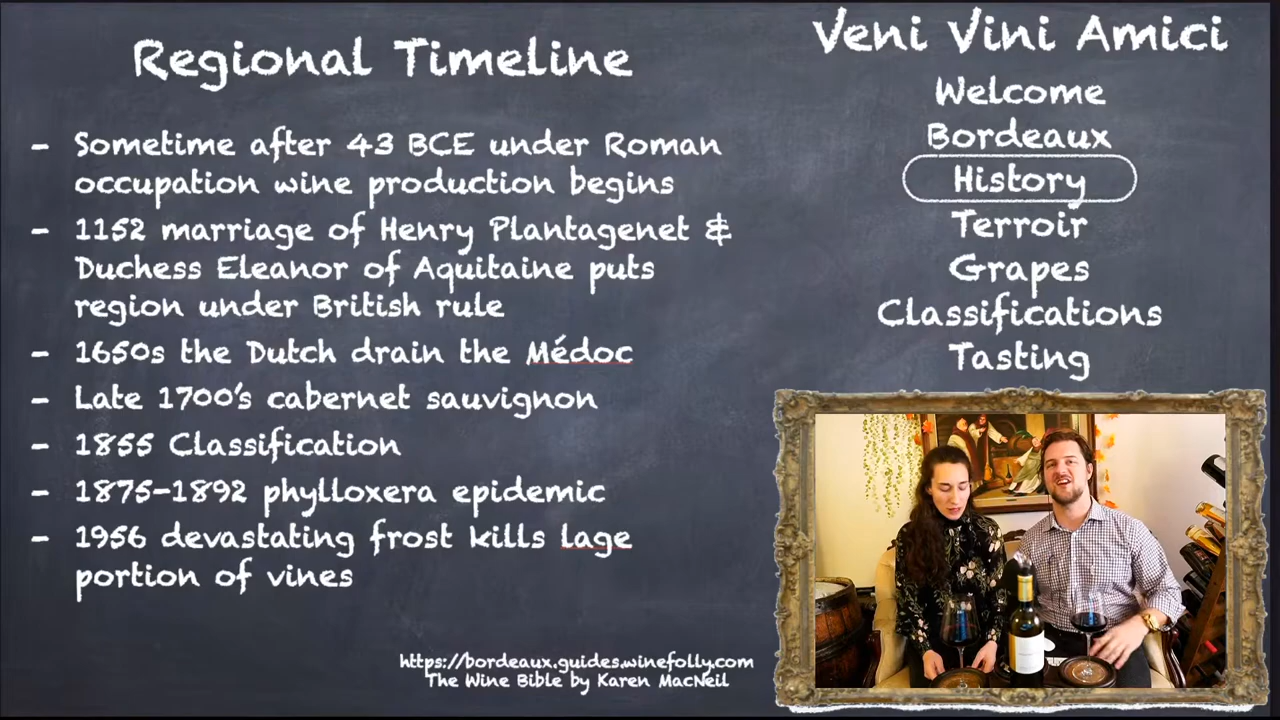 Regional Timeline
- Sometime after 43 BCE under Roman
occupation wine production begins
- 1152 marriage of Henry Plantagenet &
Duchess Eleanor of Aquitaine puts
region under British rule
- 1650s the Dutch drain the Médoc
- Late 1700's cabernet sauvignon
- 1855 Classification
- 1875-1892 phylloxera epidemic
- 1956 devastating frost kills lage
portion of vines
https://bordeaux.guides.winefolly.com
The Wine Bible by Karen MacNeil
Veni Vini Amici
Welcome
Bordeaux
History
Terroir
Grapes
Classifications
Tasting